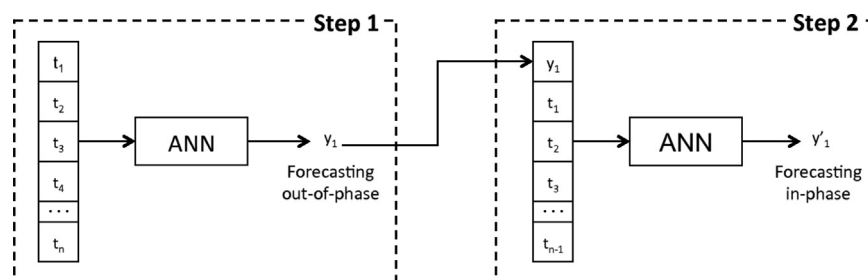 Step 1
t1
t2
t3
t4
...
tn
ANN
y1
Forecasting
out-of-phase
Step 2
y1
t1
t2
t3
...
tn-1
ANN
y'1
Forecasting
in-phase